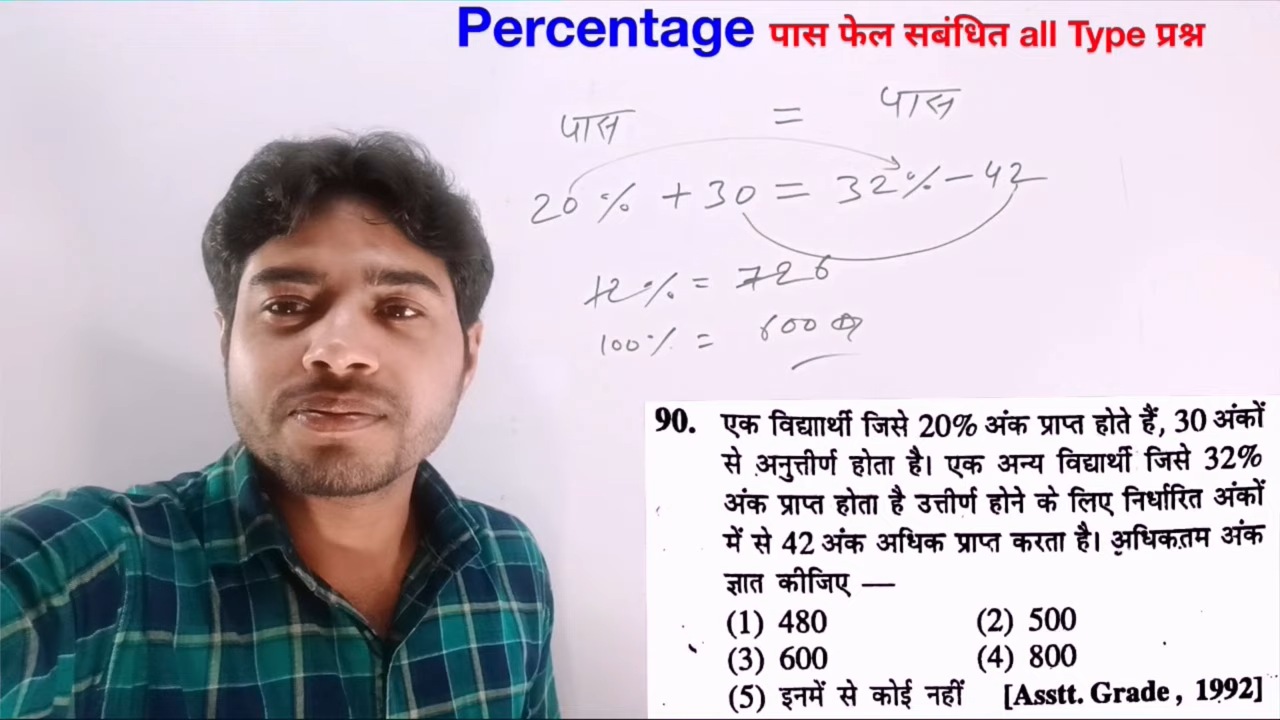 Percentage पास फेल सबंधित all Type प्रश्न
पास = पास
20% + 30 = 32% - 42
12% = 726
100% = 600
90. एक विद्यार्थी जिसे 20% अंक प्राप्त होते हैं, 30 अंकों
से अनुत्तीर्ण होता है। एक अन्य विद्यार्थी जिसे 32%
अंक प्राप्त होता है उत्तीर्ण होने के लिए निर्धारित अंकों
में से 42 अंक अधिक प्राप्त करता है। अधिकतम अंक
ज्ञात कीजिए —
(1) 480 (2) 500
(3) 600 (4) 800
(5) इनमें से कोई नहीं [Asstt. Grade, 1992]